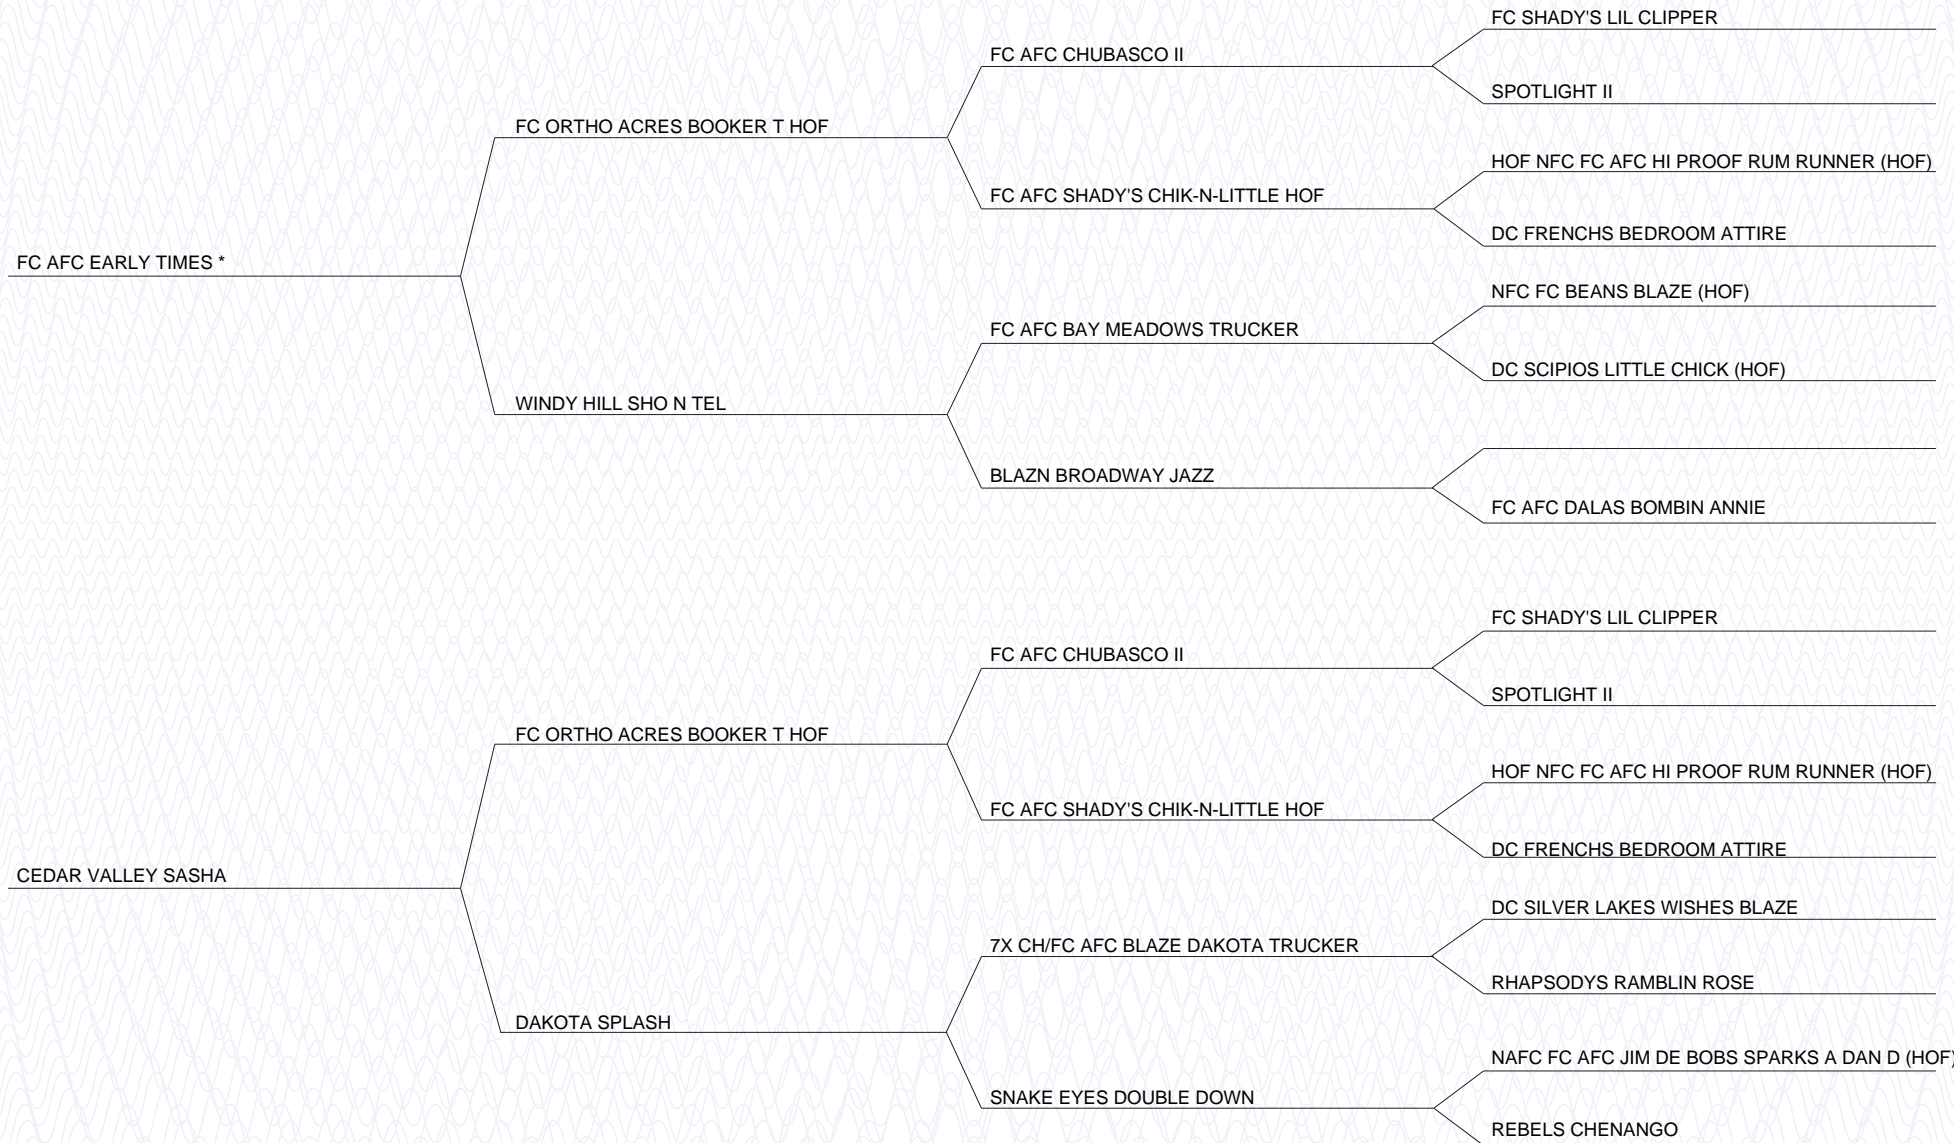 FC SHADY'S LIL CLIPPER
FC AFC CHUBASCO II
SPOTLIGHT II
FC ORTHO ACRES BOOKER T HOF
HOF NFC FC AFC HI PROOF RUM RUNNER (HOF)
FC AFC SHADY'S CHIK-N-LITTLE HOF
DC FRENCHS BEDROOM ATTIRE
FC AFC EARLY TIMES *
NFC FC BEANS BLAZE (HOF)
FC AFC BAY MEADOWS TRUCKER
DC SCIPIOS LITTLE CHICK (HOF)
WINDY HILL SHO N TEL
BLAZN BROADWAY JAZZ
FC AFC DALAS BOMBIN ANNIE
FC SHADY'S LIL CLIPPER
FC AFC CHUBASCO II
SPOTLIGHT II
FC ORTHO ACRES BOOKER T HOF
HOF NFC FC AFC HI PROOF RUM RUNNER (HOF)
FC AFC SHADY'S CHIK-N-LITTLE HOF
DC FRENCHS BEDROOM ATTIRE
CEDAR VALLEY SASHA
DC SILVER LAKES WISHES BLAZE
7X CH/FC AFC BLAZE DAKOTA TRUCKER
RHAPSODYS RAMBLIN ROSE
DAKOTA SPLASH
NAFC FC AFC JIM DE BOBS SPARKS A DAN D (HOF)
SNAKE EYES DOUBLE DOWN
REBELS CHENANGO